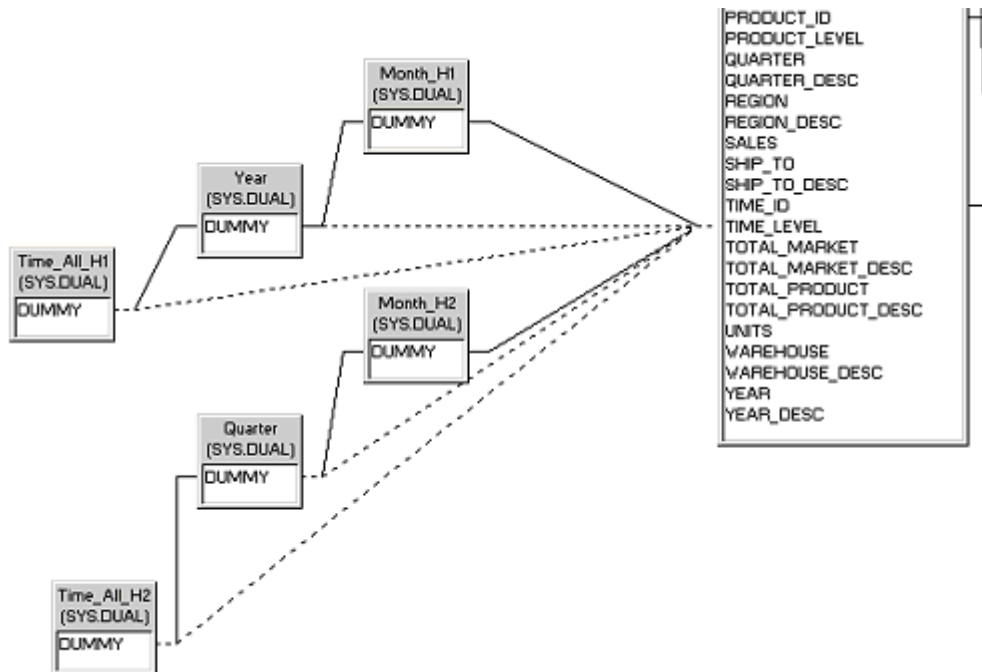 Month_H1
(SYS.DUAL)
DUMMY
Year
(SYS.DUAL)
DUMMY
Time_All_H1
(SYS.DUAL)
DUMMY
Month_H2
(SYS.DUAL)
DUMMY
Quarter
(SYS.DUAL)
DUMMY
Time_All_H2
(SYS.DUAL)
DUMMY
PRODUCT_ID
PRODUCT_LEVEL
QUARTER
QUARTER_DESC
REGION
REGION_DESC
SALES
SHIP_TO
SHIP_TO_DESC
TIME_ID
TIME_LEVEL
TOTAL_MARKET
TOTAL_MARKET_DESC
TOTAL_PRODUCT
TOTAL_PRODUCT_DESC
UNITS
WAREHOUSE
WAREHOUSE_DESC
YEAR
YEAR_DESC